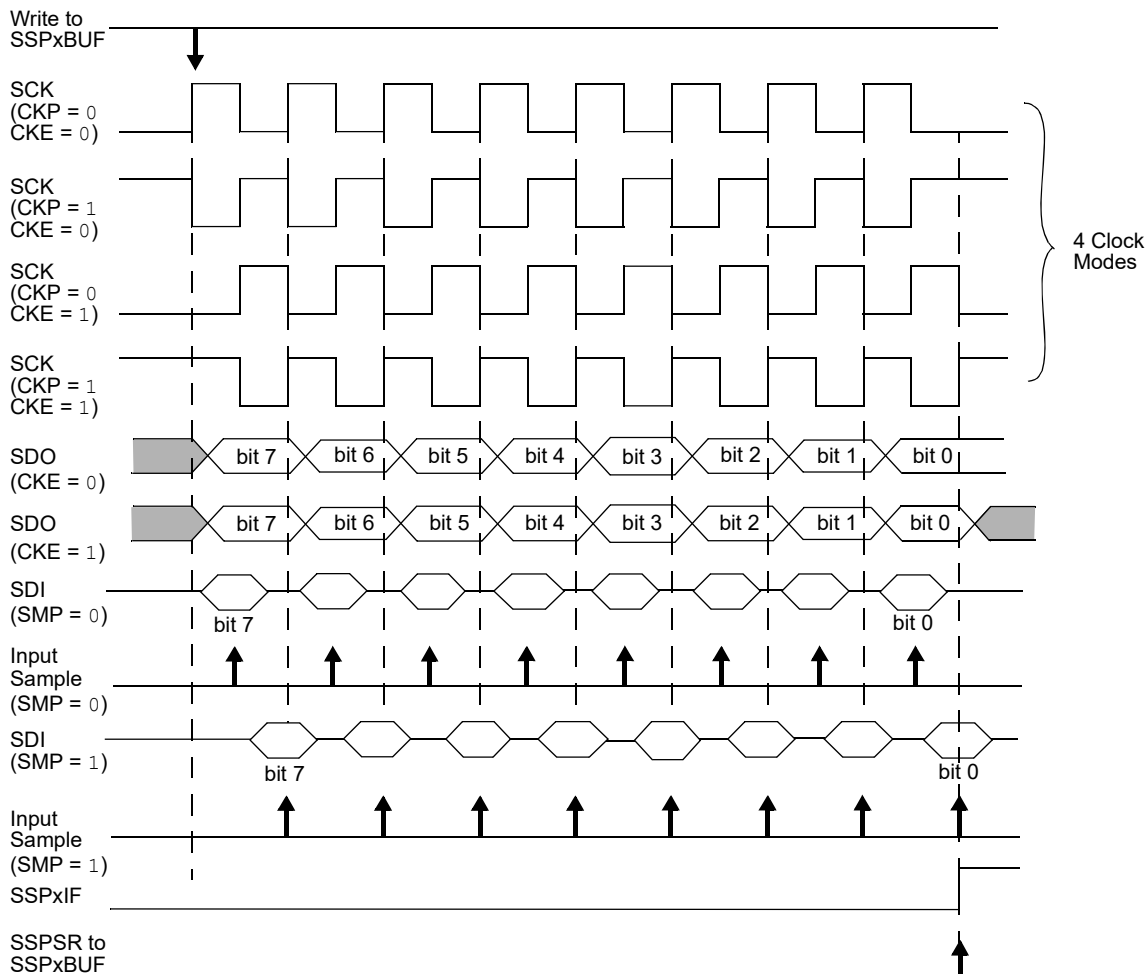 Write to
SSPxBUF
SCK
(CKP = 0
CKE = 0)
SCK
(CKP = 1
CKE = 0)
SCK
(CKP = 0
CKE = 1)
SCK
(CKP = 1
CKE = 1)
4 Clock
Modes
SDO
(CKE = 0)
bit 7 bit 6 bit 5 bit 4 bit 3 bit 2 bit 1 bit 0
SDO
(CKE = 1)
bit 7 bit 6 bit 5 bit 4 bit 3 bit 2 bit 1 bit 0
SDI
(SMP = 0)
bit 7 bit 0
Input
Sample
(SMP = 0)
SDI
(SMP = 1)
bit 7 bit 0
Input
Sample
(SMP = 1)
SSPxIF
SSPSR to
SSPxBUF